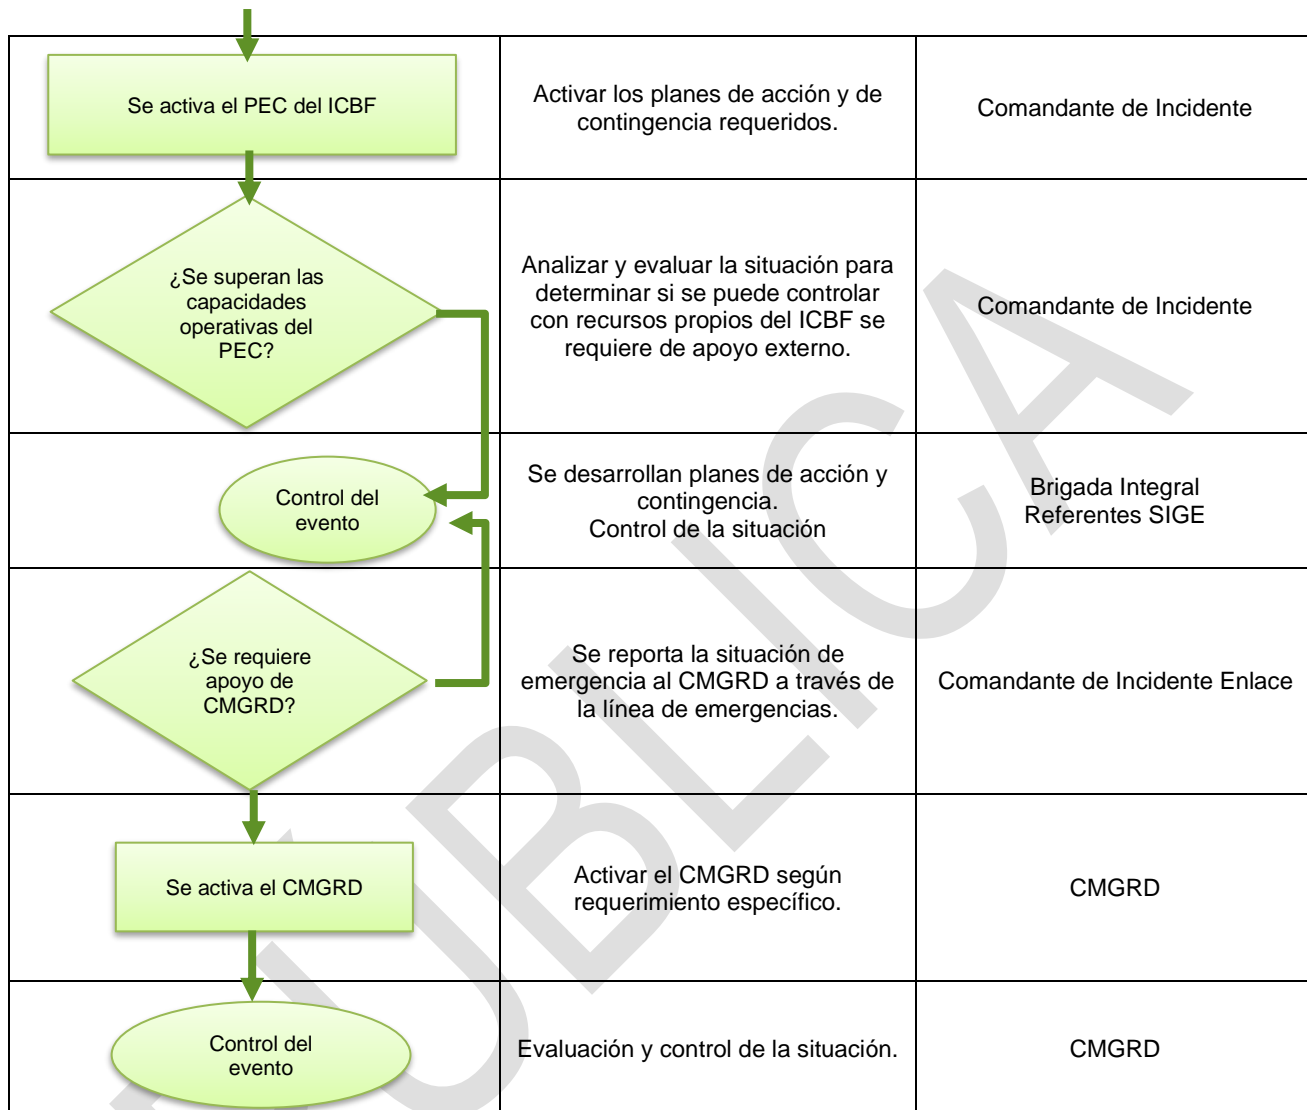 Se activa el PEC del ICBF
Activar los planes de acción y de
contingencia requeridos.
Comandante de Incidente
¿Se superan las
capacidades
operativas del
PEC?
Analizar y evaluar la situación para
determinar si se puede controlar
con recursos propios del ICBF se
requiere de apoyo externo.
Comandante de Incidente
Control del
evento
Se desarrollan planes de acción y
contingencia.
Control de la situación
Brigada Integral
Referentes SIGE
¿Se requiere
apoyo de
CMGRD?
Se reporta la situación de
emergencia al CMGRD a través de
la línea de emergencias.
Comandante de Incidente Enlace
Se activa el CMGRD
Activar el CMGRD según
requerimiento específico.
CMGRD
Control del
evento
Evaluación y control de la situación.
CMGRD
ÚBLICA